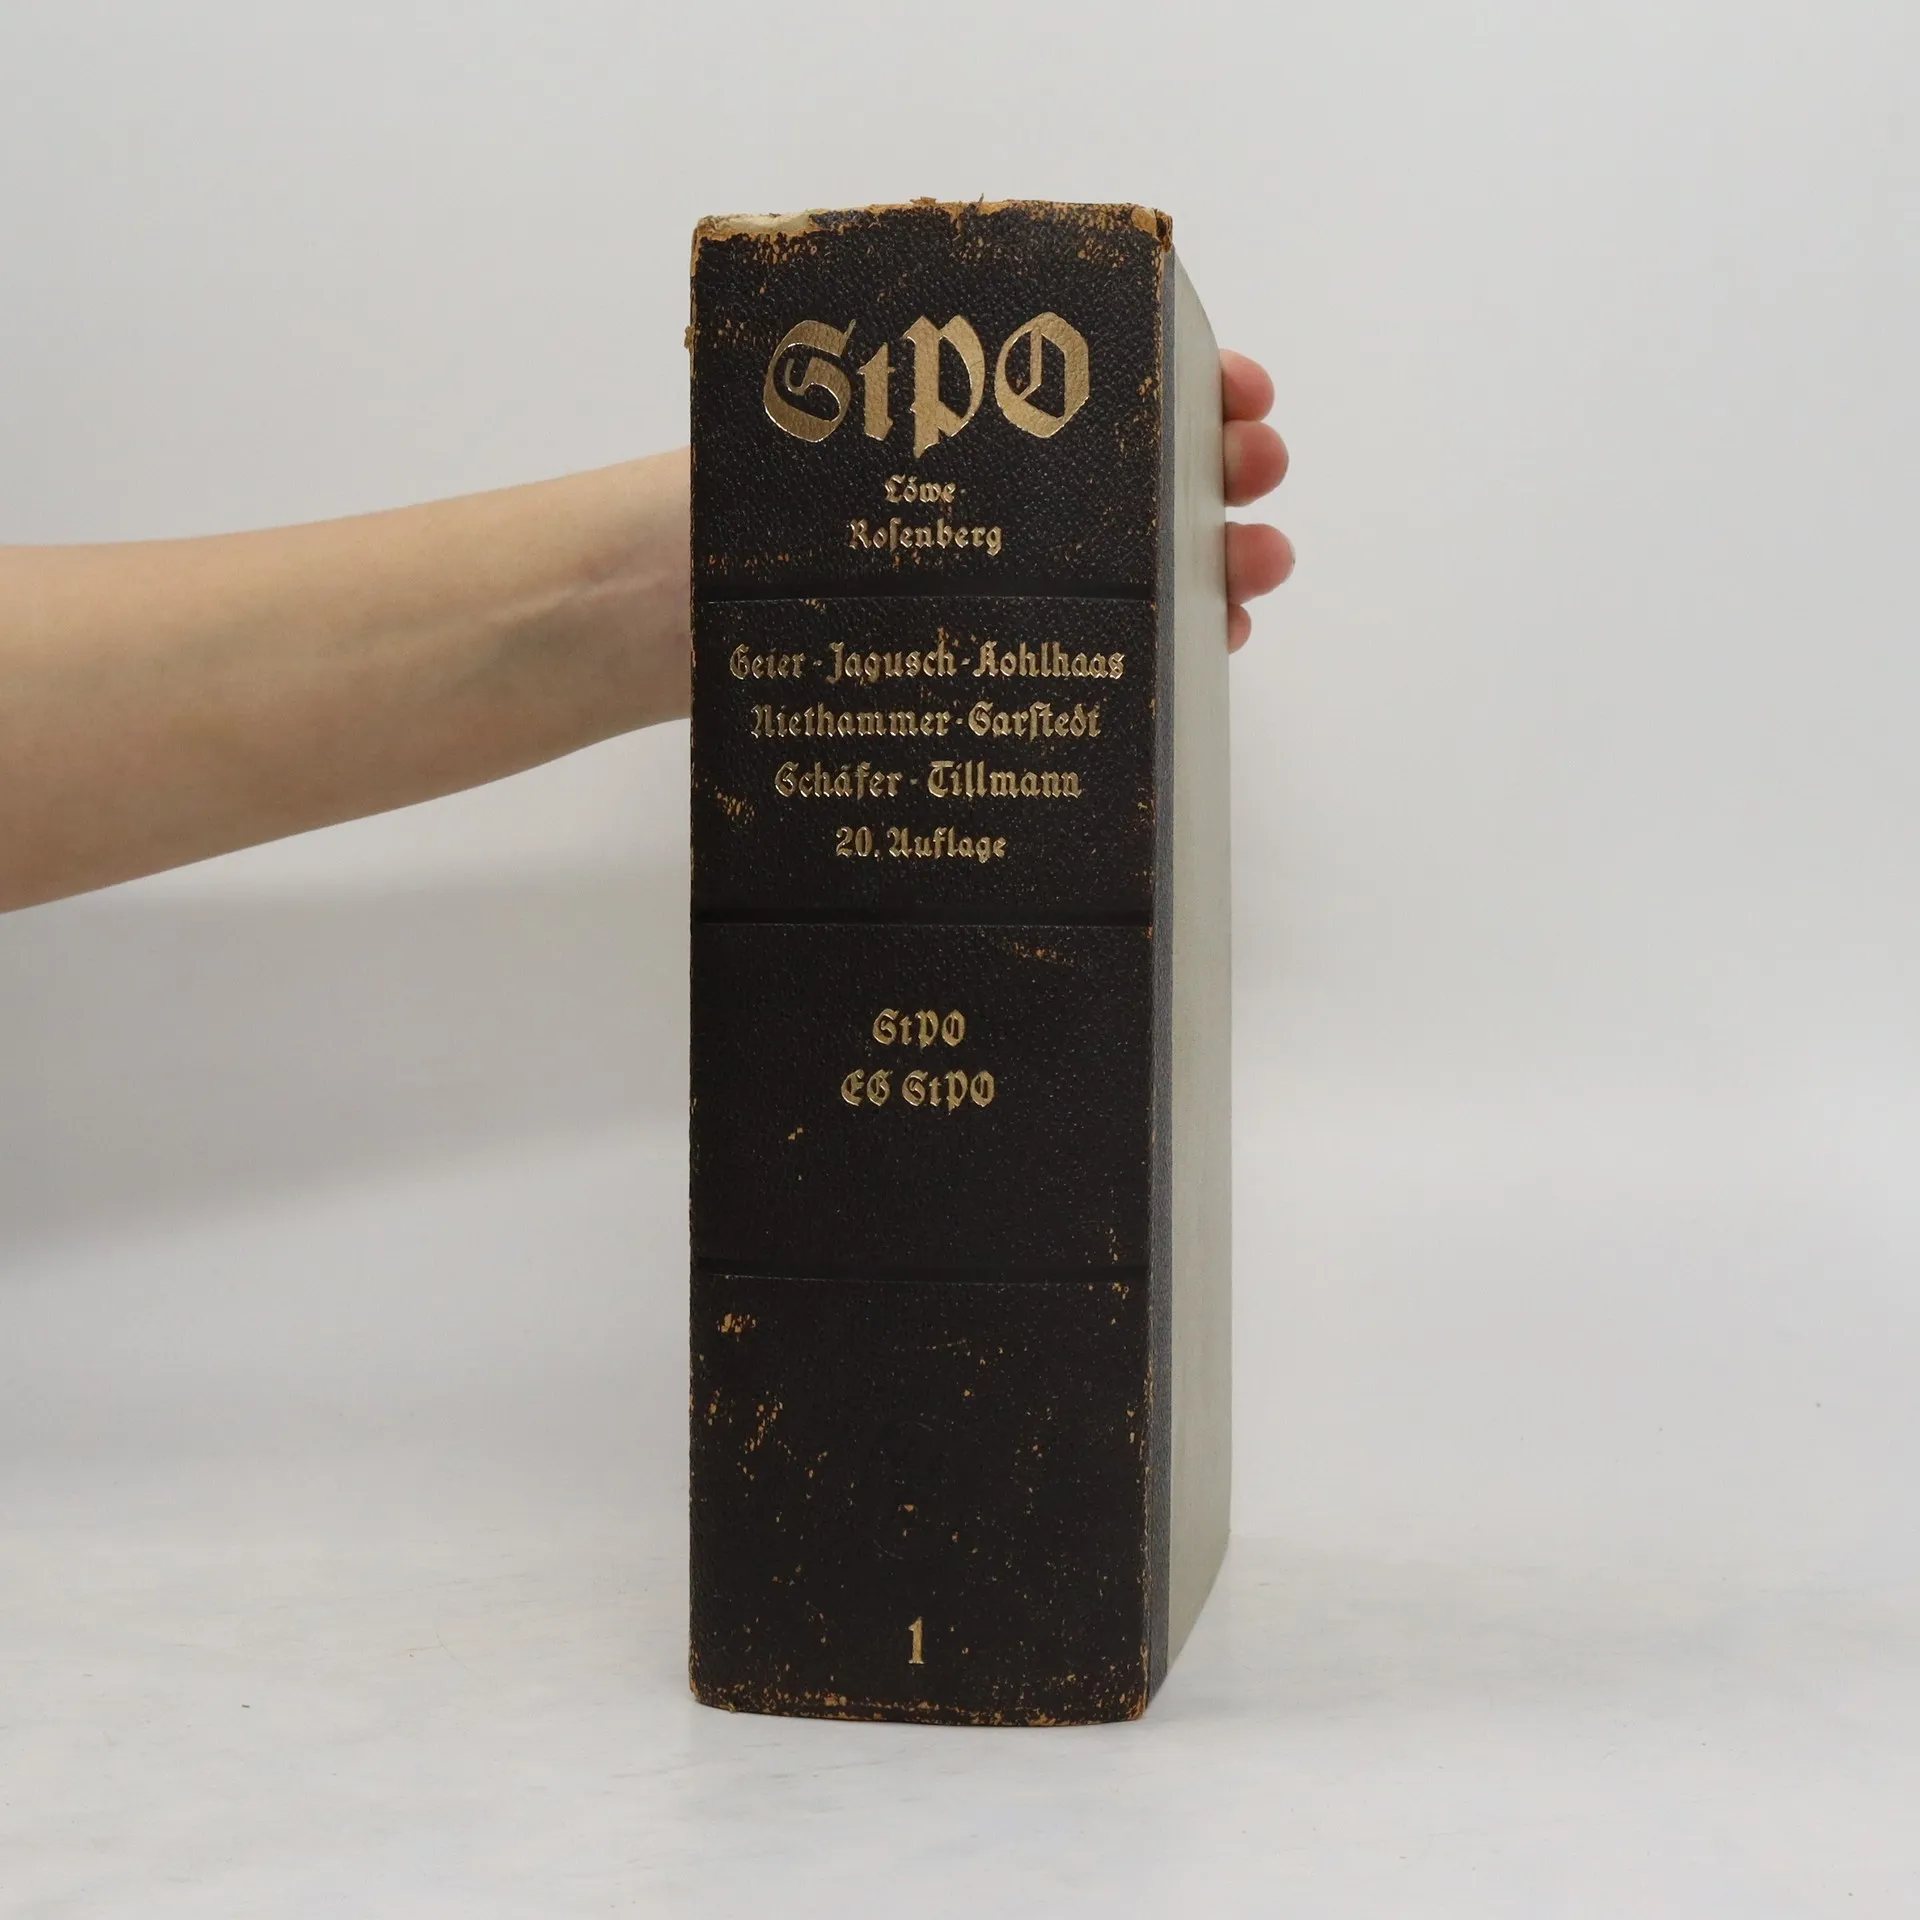 StPO
Löwe
Roſenberg
Geier - Jagusch - Kohlhaas
Niethammer · Sarſtedt
Schäfer · Tillmann
20. Auflage
StPO
EG StPO
1